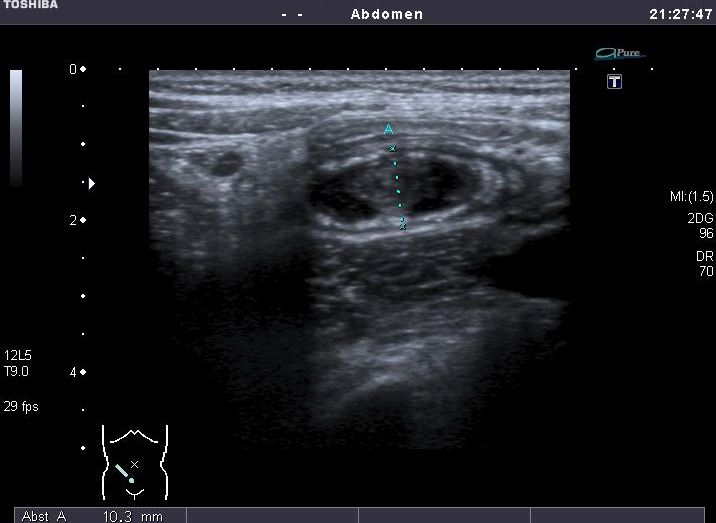 TOSHIBA
- - Abdomen 21:27:47
aPure
T
0
A
2
4
MI:(1.5)
2DG
96
DR
70
12L5
T9.0
29 fps
Abst A 10.3 mm